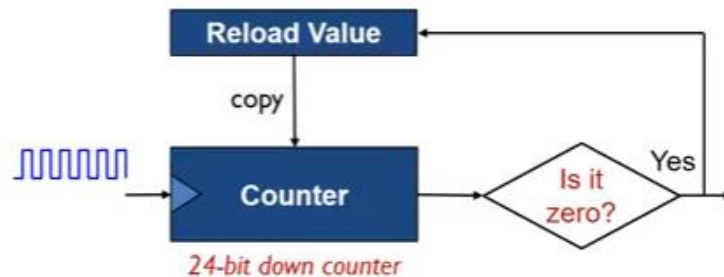 Reload Value
copy
Counter
Is it
zero?
Yes
24-bit down counter